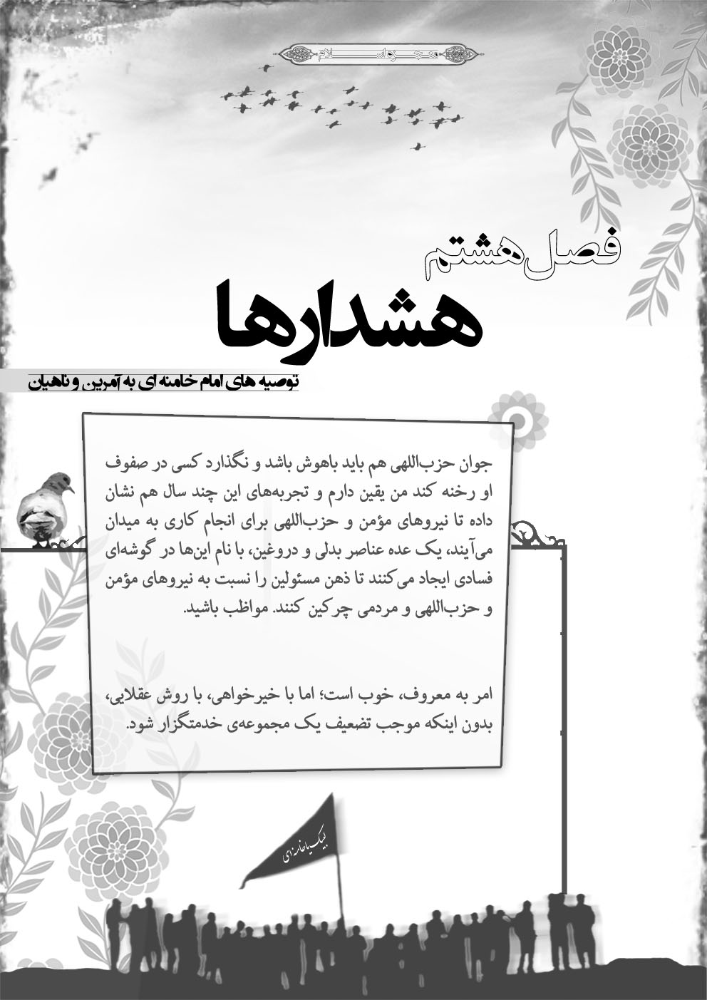 معجـزه اسـلام
فصل هشتم
هشدارها
توصیه های امام خامنه ای به آمرین و ناهیان
جوان حزب‌اللهی هم باید باهوش باشد و نگذارد کسی در صفوف
او رخنه کند من یقین دارم و تجربه‌های این چند سال هم نشان
داده تا نیروهای مؤمن و حزب‌اللهی برای انجام کاری به میدان
می‌آیند، یک عده عناصر بدلی و دروغین، با نام این‌ها در گوشه‌ای
فسادی ایجاد می‌کنند تا ذهن مسئولین را نسبت به نیروهای مؤمن
و حزب‌اللهی و مردمی چرکین کنند. مواظب باشید.
امر به معروف، خوب است؛ اما با خیرخواهی، با روش عقلایی،
بدون اینکه موجب تضعیف یک مجموعه‌ی خدمتگزار شود.
لبیک یا خامنه‌ای